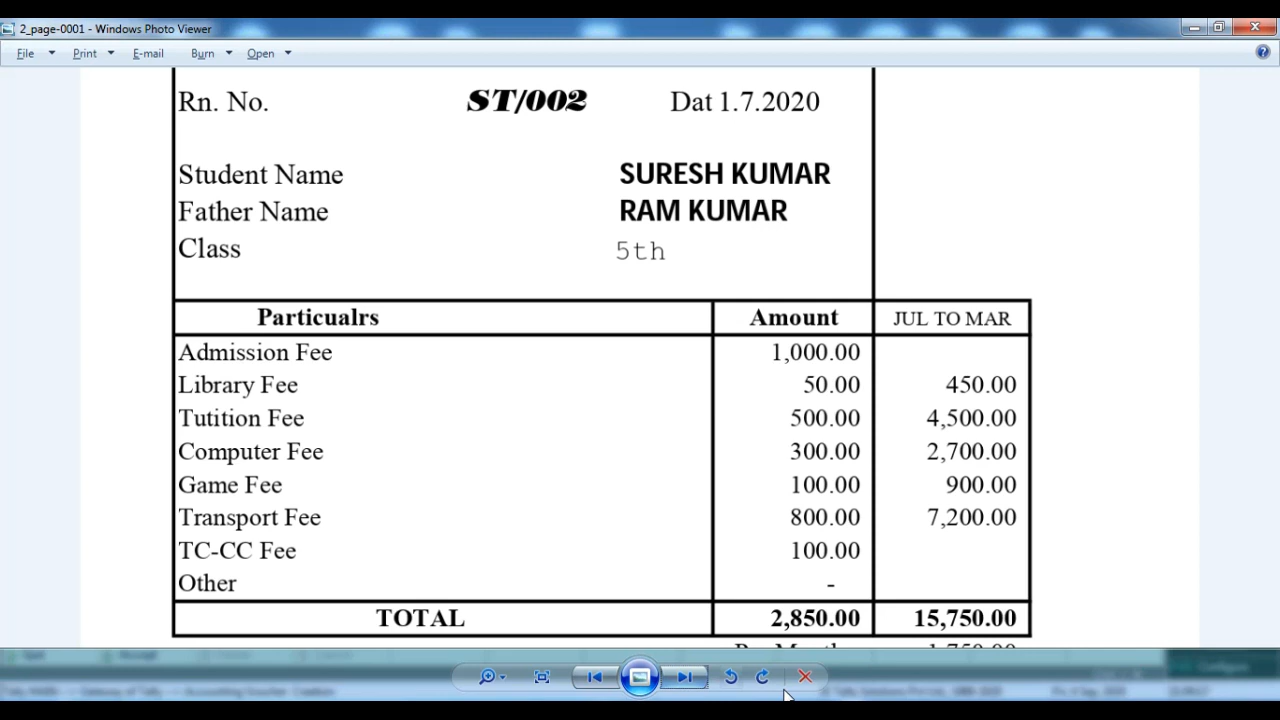 2_page-0001 - Windows Photo Viewer
File Print E-mail Burn Open
Rn. No. ST/002 Dat 1.7.2020
Student Name SURESH KUMAR
Father Name RAM KUMAR
Class 5th
Particualrs Amount JUL TO MAR
Admission Fee 1,000.00
Library Fee 50.00 450.00
Tutition Fee 500.00 4,500.00
Computer Fee 300.00 2,700.00
Game Fee 100.00 900.00
Transport Fee 800.00 7,200.00
TC-CC Fee 100.00
Other -
TOTAL 2,850.00 15,750.00